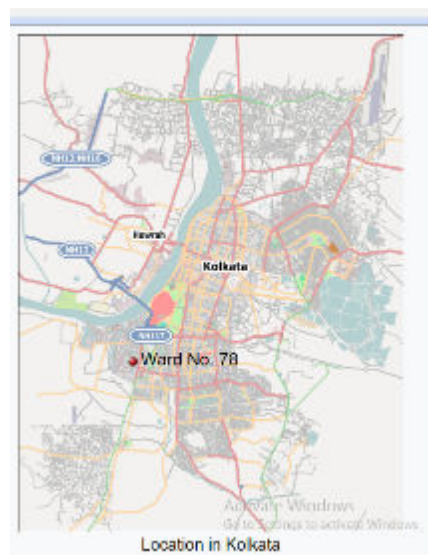 NH12,NH16
Howrah
NH12
Kolkata
NH117
Ward No. 78
Activate Windows
Go to Settings to activate Windows.
Location in Kolkata